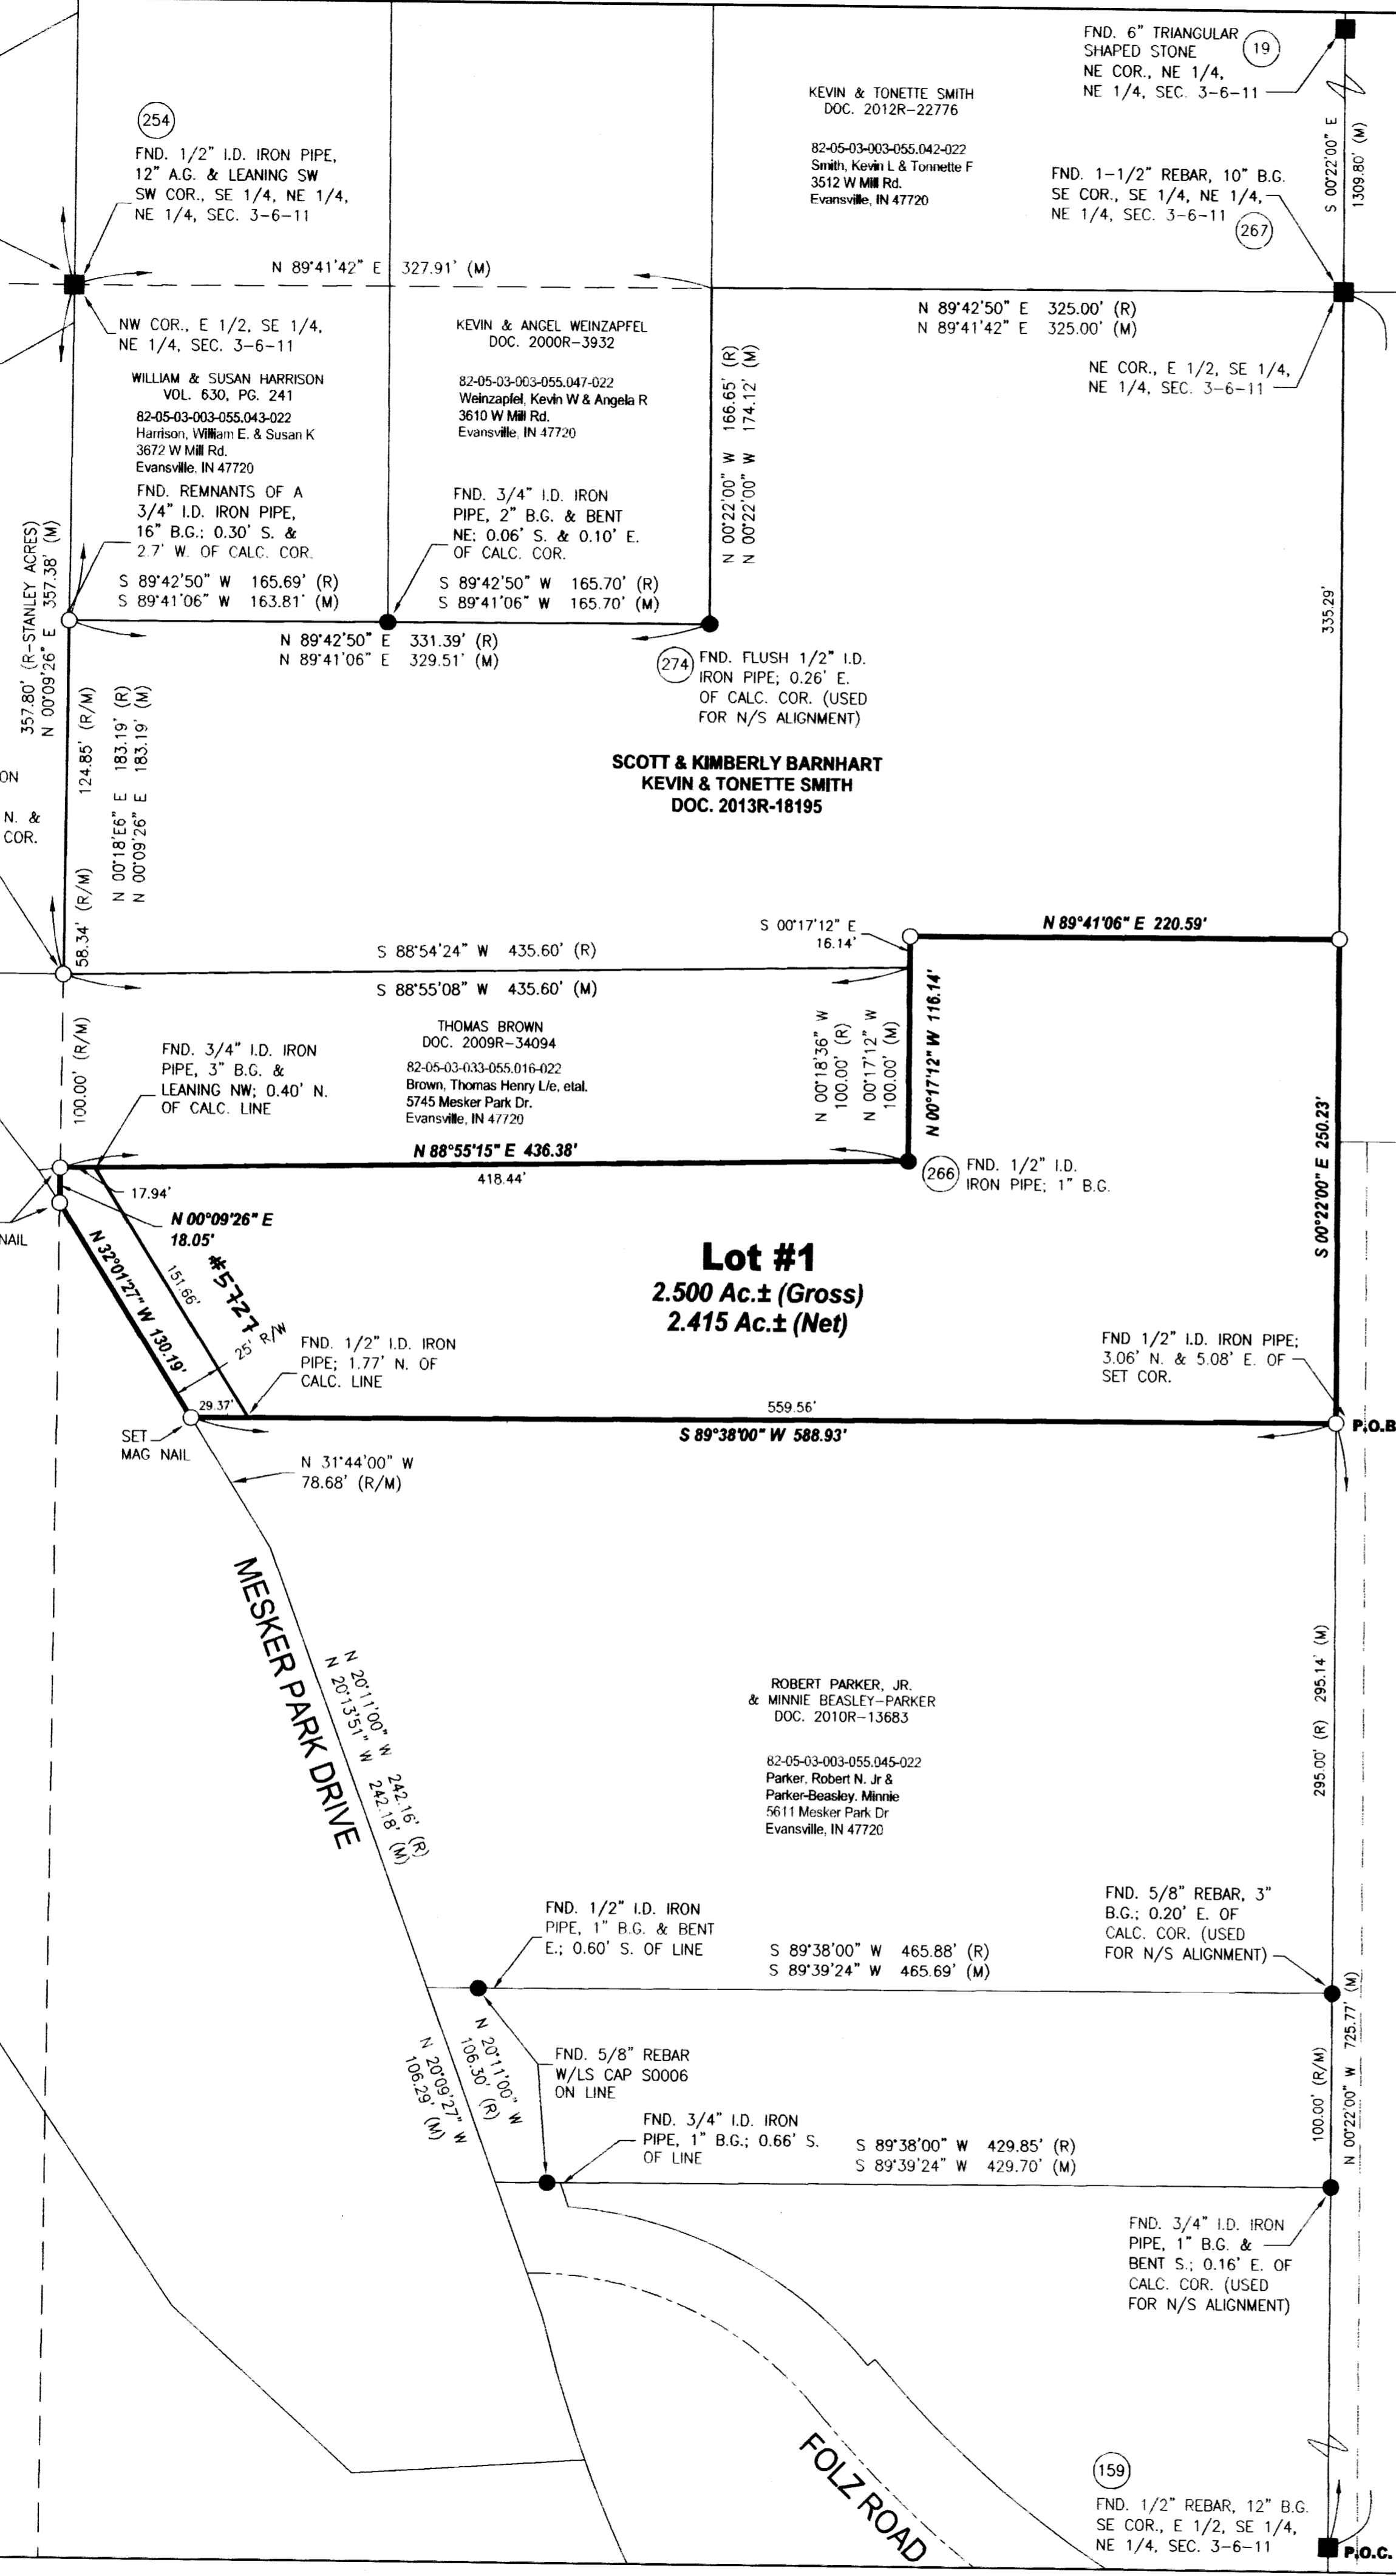 FND. 6" TRIANGULAR
SHAPED STONE
NE COR., NE 1/4,
NE 1/4, SEC. 3-6-11
19
S 00°22'00" E
1309.80' (M)
KEVIN & TONETTE SMITH
DOC. 2012R-22776
82-05-03-003-055.042-022
Smith, Kevin L & Tonnette F
3512 W Mill Rd.
Evansville, IN 47720
254
FND. 1/2" I.D. IRON PIPE,
12" A.G. & LEANING SW
SW COR., SE 1/4, NE 1/4,
NE 1/4, SEC. 3-6-11
FND. 1-1/2" REBAR, 10" B.G.
SE COR., SE 1/4, NE 1/4,
NE 1/4, SEC. 3-6-11
267
N 89°41'42" E 327.91' (M)
N 89°42'50" E 325.00' (R)
N 89°41'42" E 325.00' (M)
NW COR., E 1/2, SE 1/4,
NE 1/4, SEC. 3-6-11
NE COR., E 1/2, SE 1/4,
NE 1/4, SEC. 3-6-11
WILLIAM & SUSAN HARRISON
VOL. 630, PG. 241
82-05-03-003-055.043-022
Harrison, William E. & Susan K
3672 W Mill Rd.
Evansville, IN 47720
KEVIN & ANGEL WEINZAPFEL
DOC. 2000R-3932
82-05-03-003-055.047-022
Weinzapfel, Kevin W & Angela R
3610 W Mill Rd.
Evansville, IN 47720
N 00°22'00" W 166.65' (R)
N 00°22'00" W 174.12' (M)
FND. REMNANTS OF A
3/4" I.D. IRON PIPE,
16" B.G.; 0.30' S. &
2.7' W. OF CALC. COR.
FND. 3/4" I.D. IRON
PIPE, 2" B.G. & BENT
NE; 0.06' S. & 0.10' E.
OF CALC. COR.
S 89°42'50" W 165.69' (R)
S 89°41'06" W 163.81' (M)
S 89°42'50" W 165.70' (R)
S 89°41'06" W 165.70' (M)
N 89°42'50" E 331.39' (R)
N 89°41'06" E 329.51' (M)
357.80' (R-STANLEY ACRES)
N 00°09'26" E 357.38' (M)
335.29'
274
FND. FLUSH 1/2" I.D.
IRON PIPE; 0.26' E.
OF CALC. COR. (USED
FOR N/S ALIGNMENT)
124.85' (R/M)
N 00°18'E6" E 183.19' (R)
N 00°09'26" E 183.19' (M)
SCOTT & KIMBERLY BARNHART
KEVIN & TONETTE SMITH
DOC. 2013R-18195
ON
N. &
COR.
58.34' (R/M)
S 00°17'12" E
16.14'
N 89°41'06" E 220.59'
S 88°54'24" W 435.60' (R)
S 88°55'08" W 435.60' (M)
THOMAS BROWN
DOC. 2009R-34094
82-05-03-033-055.016-022
Brown, Thomas Henry L/e, etal.
5745 Mesker Park Dr.
Evansville, IN 47720
100.00' (R/M)
FND. 3/4" I.D. IRON
PIPE, 3" B.G. &
LEANING NW; 0.40' N.
OF CALC. LINE
N 00°18'36" W
100.00' (R)
N 00°17'12" W
100.00' (M)
N 00°17'12" W 116.14'
S 00°22'00" E 250.23'
N 88°55'15" E 436.38'
418.44'
266
FND. 1/2" I.D.
IRON PIPE; 1" B.G.
17.94'
N 00°09'26" E
18.05'
NAIL
N 32°01'27" W 130.19'
151.66'
#5727
25' R/W
Lot #1
2.500 Ac.± (Gross)
2.415 Ac.± (Net)
FND. 1/2" I.D. IRON
PIPE; 1.77' N. OF
CALC. LINE
FND 1/2" I.D. IRON PIPE;
3.06' N. & 5.08' E. OF
SET COR.
29.37'
559.56'
S 89°38'00" W 588.93'
P.O.B
SET
MAG NAIL
N 31°44'00" W
78.68' (R/M)
MESKER PARK DRIVE
N 20°11'00" W 242.16' (R)
N 20°13'51" W 242.18' (M)
ROBERT PARKER, JR.
& MINNIE BEASLEY-PARKER
DOC. 2010R-13683
82-05-03-003-055.045-022
Parker, Robert N. Jr &
Parker-Beasley, Minnie
5611 Mesker Park Dr
Evansville, IN 47720
295.00' (R) 295.14' (M)
FND. 1/2" I.D. IRON
PIPE, 1" B.G. & BENT
E.; 0.60' S. OF LINE
FND. 5/8" REBAR, 3"
B.G.; 0.20' E. OF
CALC. COR. (USED
FOR N/S ALIGNMENT)
S 89°38'00" W 465.88' (R)
S 89°39'24" W 465.69' (M)
N 20°11'00" W
106.30' (R)
N 20°09'27" W
106.29' (M)
FND. 5/8" REBAR
W/LS CAP S0006
ON LINE
100.00' (R/M)
N 00°22'00" W 725.77' (M)
FND. 3/4" I.D. IRON
PIPE, 1" B.G.; 0.66' S.
OF LINE
S 89°38'00" W 429.85' (R)
S 89°39'24" W 429.70' (M)
FND. 3/4" I.D. IRON
PIPE, 1" B.G. &
BENT S.; 0.16' E. OF
CALC. COR. (USED
FOR N/S ALIGNMENT)
FOLZ ROAD
159
FND. 1/2" REBAR, 12" B.G.
SE COR., E 1/2, SE 1/4,
NE 1/4, SEC. 3-6-11
P.O.C.